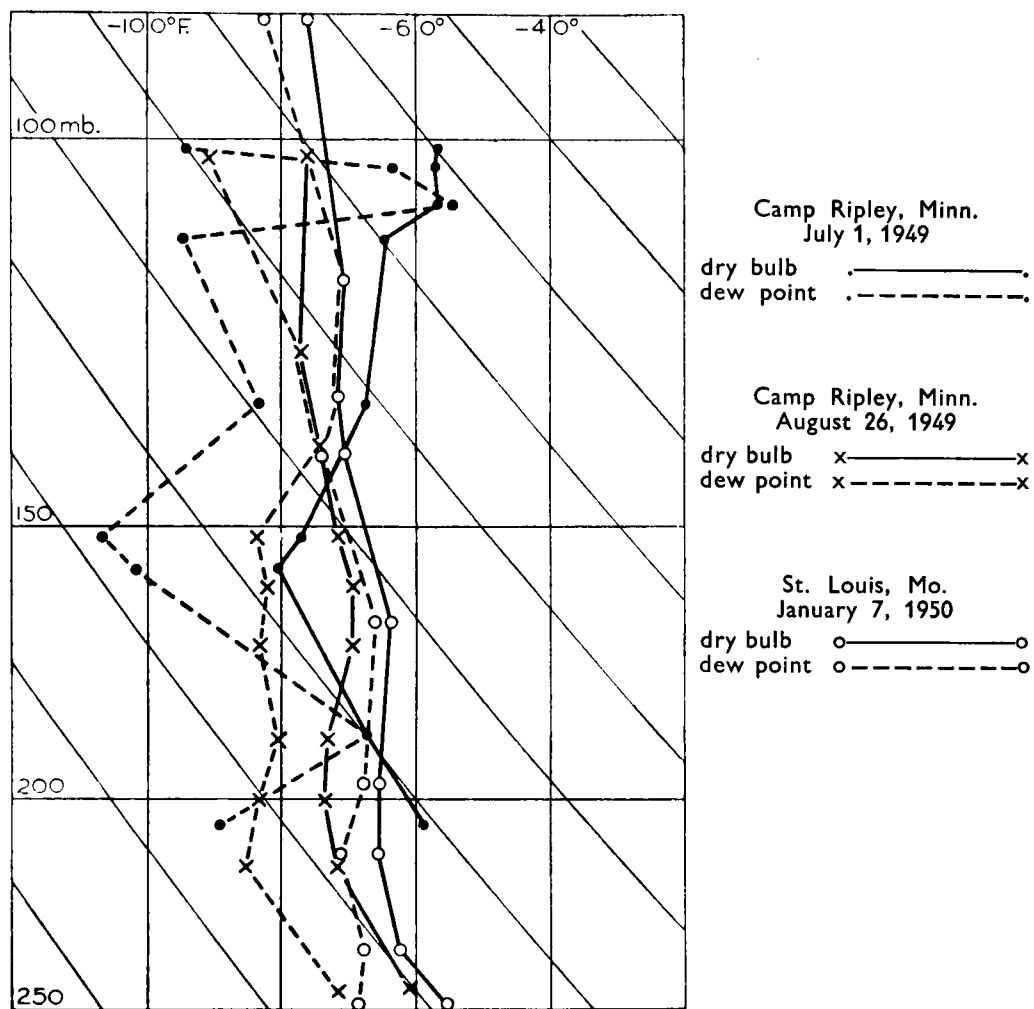 -100°F. -60° -40°
100mb.
150
200
250
Camp Ripley, Minn.
July 1, 1949
dry bulb
dew point
Camp Ripley, Minn.
August 26, 1949
dry bulb
dew point
St. Louis, Mo.
January 7, 1950
dry bulb
dew point